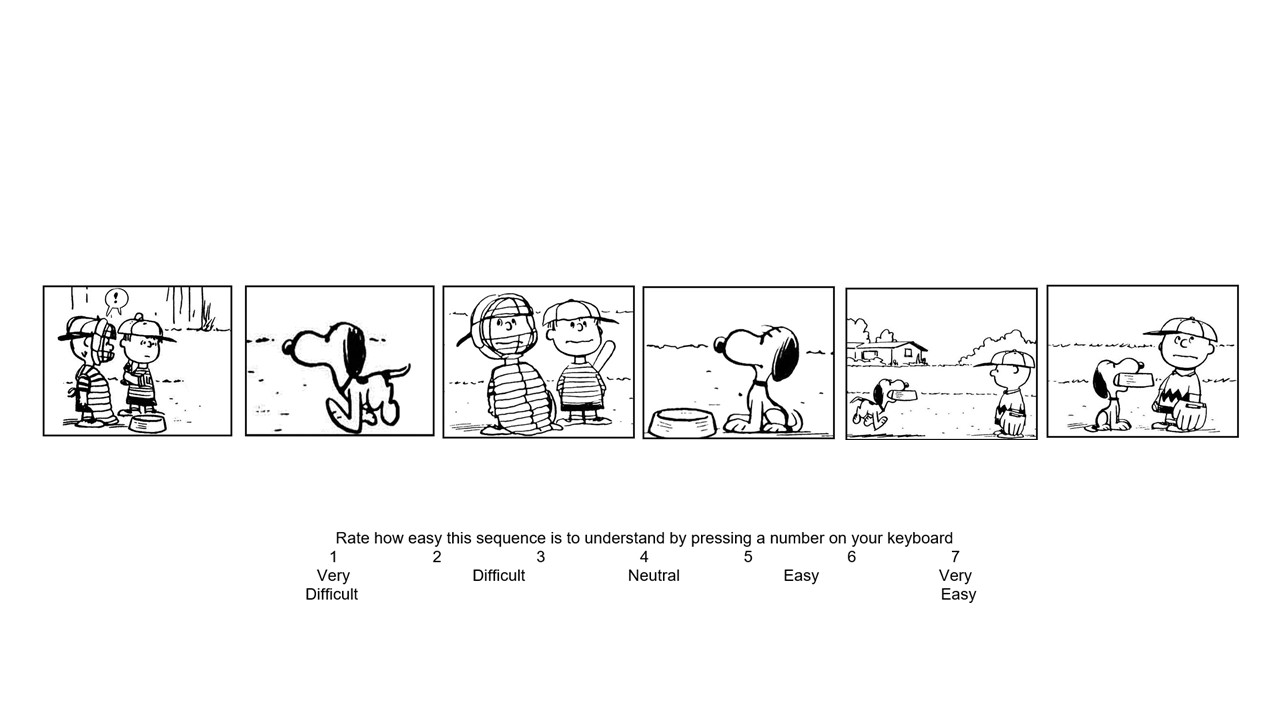 !
Rate how easy this sequence is to understand by pressing a number on your keyboard
1 2 3 4 5 6 7
Very Difficult Neutral Easy Very
Difficult Easy